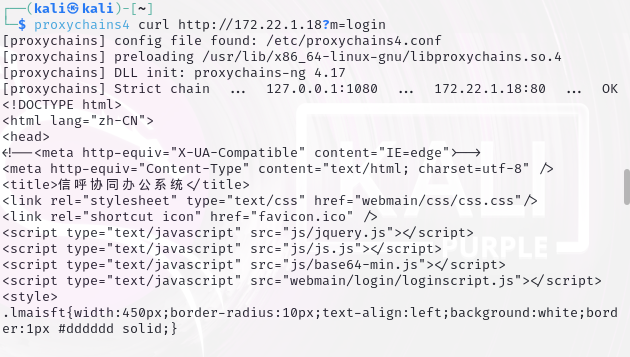 ┌──(kali㉿kali)-[~]
└─$ proxychains4 curl http://172.22.1.18?m=login
[proxychains] config file found: /etc/proxychains4.conf
[proxychains] preloading /usr/lib/x86_64-linux-gnu/libproxychains.so.4
[proxychains] DLL init: proxychains-ng 4.17
[proxychains] Strict chain  ...  127.0.0.1:1080  ...  172.22.1.18:80  ...  OK
<!DOCTYPE html>
<html lang="zh-CN">
<head>
<!--<meta http-equiv="X-UA-Compatible" content="IE=edge">-->
<meta http-equiv="Content-Type" content="text/html; charset=utf-8" />
<title>信呼协同办公系统</title>
<link rel="stylesheet" type="text/css" href="webmain/css/css.css"/>
<link rel="shortcut icon" href="favicon.ico" />
<script type="text/javascript" src="js/jquery.js"></script>
<script type="text/javascript" src="js/js.js"></script>
<script type="text/javascript" src="js/base64-min.js"></script>
<script type="text/javascript" src="webmain/login/loginscript.js"></script>
<style>
.lmaisft{width:450px;border-radius:10px;text-align:left;background:white;bord
er:1px #dddddd solid;}
KALI
PURPLE